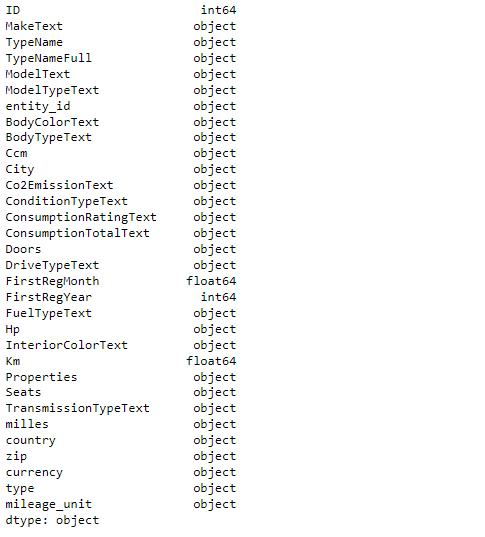 ID int64
MakeText object
TypeName object
TypeNameFull object
ModelText object
ModelTypeText object
entity_id object
BodyColorText object
BodyTypeText object
Ccm object
City object
Co2EmissionText object
ConditionTypeText object
ConsumptionRatingText object
ConsumptionTotalText object
Doors object
DriveTypeText object
FirstRegMonth float64
FirstRegYear int64
FuelTypeText object
Hp object
InteriorColorText object
Km float64
Properties object
Seats object
TransmissionTypeText object
milles object
country object
zip object
currency object
type object
mileage_unit object
dtype: object